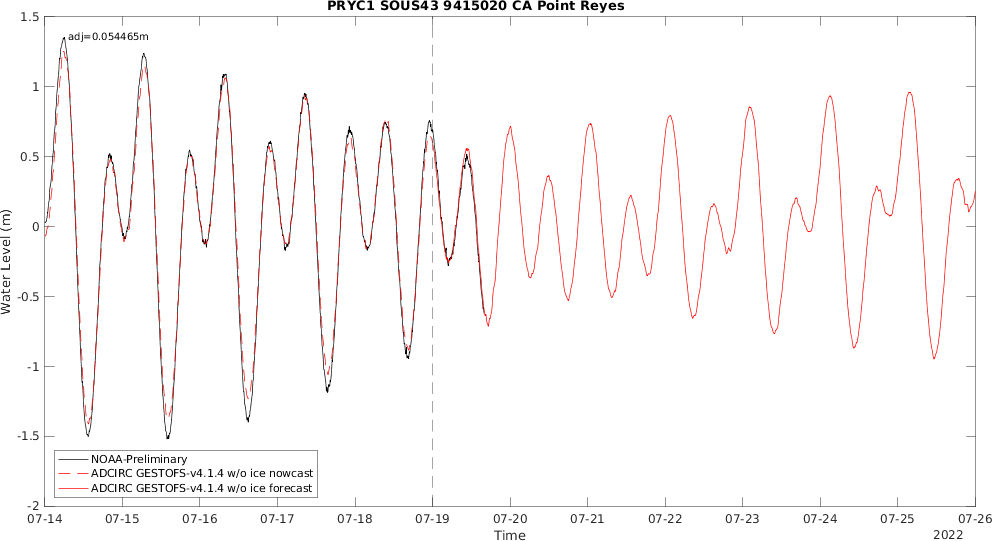 PRYC1 SOUS43 9415020 CA Point Reyes
adj=0.054465m
1.5
1
0.5
0
-0.5
-1
-1.5
-2
Water Level (m)
NOAA-Preliminary
ADCIRC GESTOFS-v4.1.4 w/o ice nowcast
ADCIRC GESTOFS-v4.1.4 w/o ice forecast
07-14 07-15 07-16 07-17 07-18 07-19 07-20 07-21 07-22 07-23 07-24 07-25 07-26
Time
2022